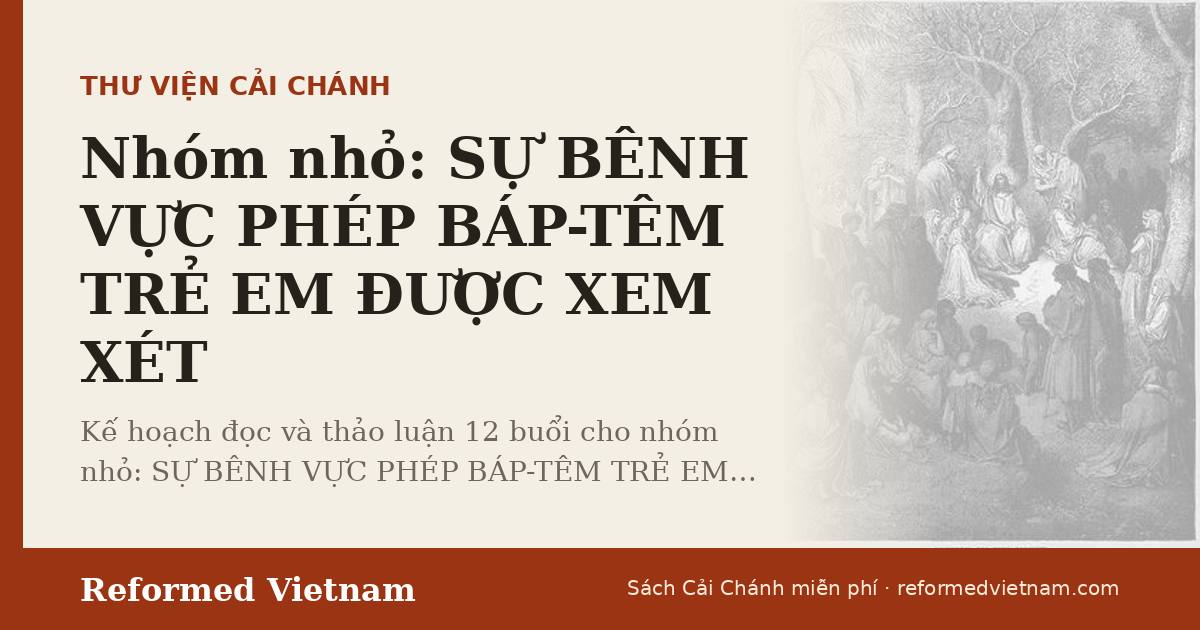 THƯ VIỆN CẢI CHÁNH
Nhóm nhỏ: SỰ BÊNH
VỰC PHÉP BÁP-TÊM
TRẺ EM ĐƯỢC XEM
XÉT
Kế hoạch đọc và thảo luận 12 buổi cho nhóm
nhỏ: SỰ BÊNH VỰC PHÉP BÁP-TÊM TRẺ EM…
Reformed Vietnam
Sách Cải Chánh miễn phí · reformedvietnam.com